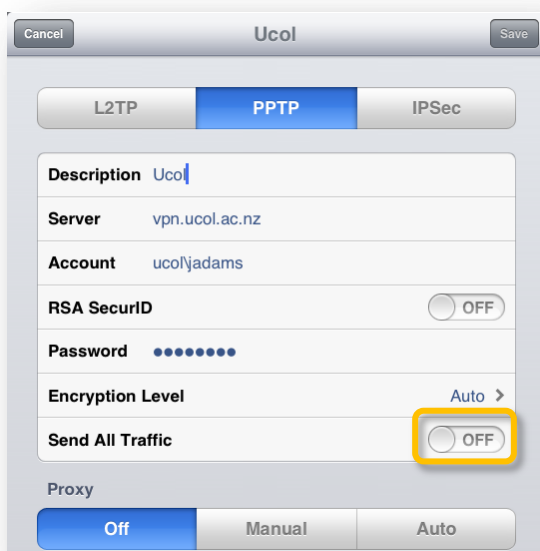 Cancel Ucol Save
L2TP PPTP IPSec
Description Ucol
Server vpn.ucol.ac.nz
Account ucol\jadams
RSA SecurID OFF
Password ••••••••
Encryption Level Auto >
Send All Traffic OFF
Proxy
Off Manual Auto